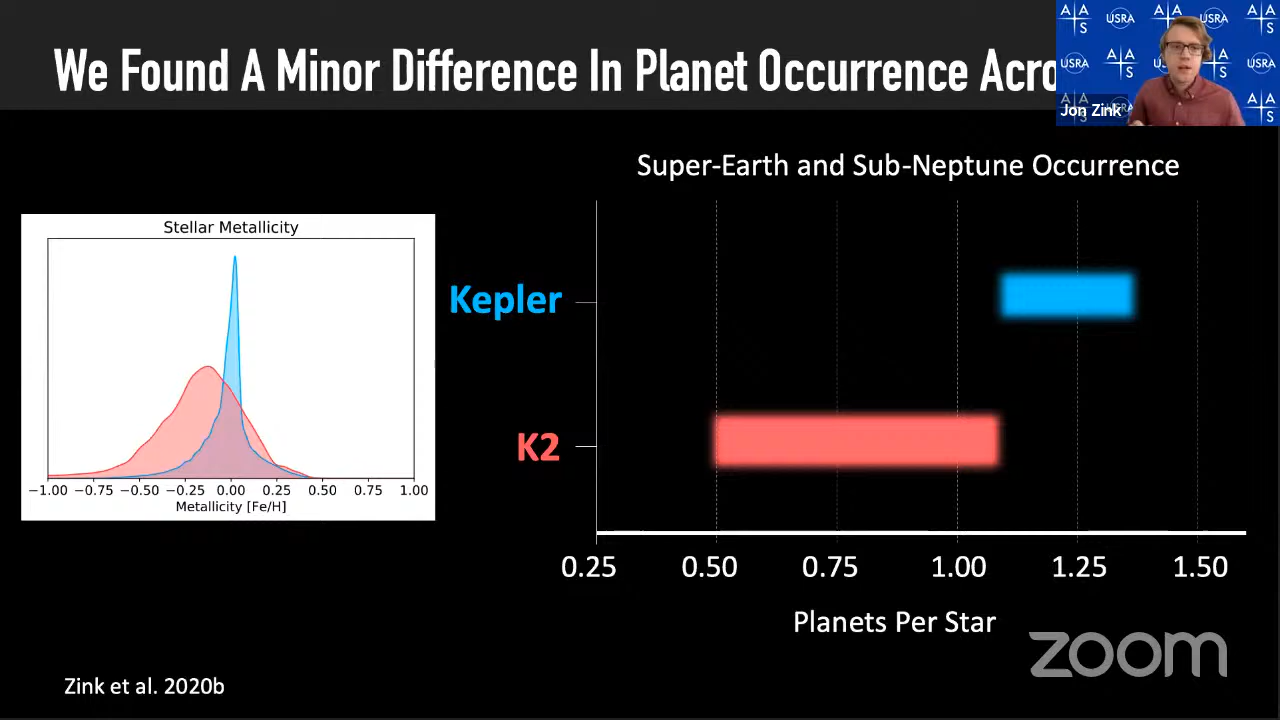 We Found A Minor Difference In Planet Occurrence Acro
A A S USRA A A S USRA A A S
USRA A A S A A S USRA
Jon Zink
Super-Earth and Sub-Neptune Occurrence
Stellar Metallicity
Kepler
K2
−1.00 −0.75 −0.50 −0.25 0.00 0.25 0.50 0.75 1.00
Metallicity [Fe/H]
0.25 0.50 0.75 1.00 1.25 1.50
Planets Per Star
zoom
Zink et al. 2020b